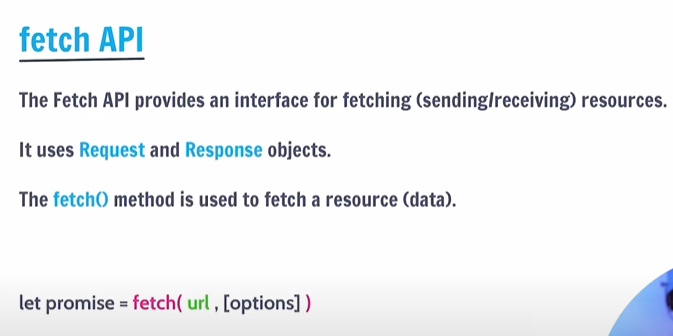 fetch API
The Fetch API provides an interface for fetching (sending/receiving) resources.
It uses Request and Response objects.
The fetch() method is used to fetch a resource (data).
let promise = fetch( url , [options] )